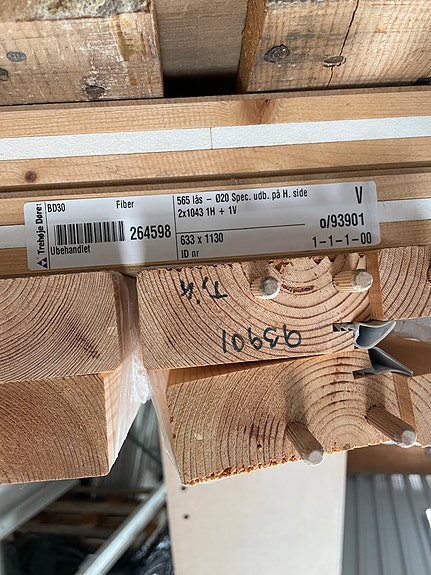 Trehøje Døre
BD30 Fiber
264598
Ubehandlet
565 lås - Ø20 Spec. udb. på H. side
2x1043 1H + 1V
V
o/93901
633 x 1130
ID nr
1-1-1-00
93901